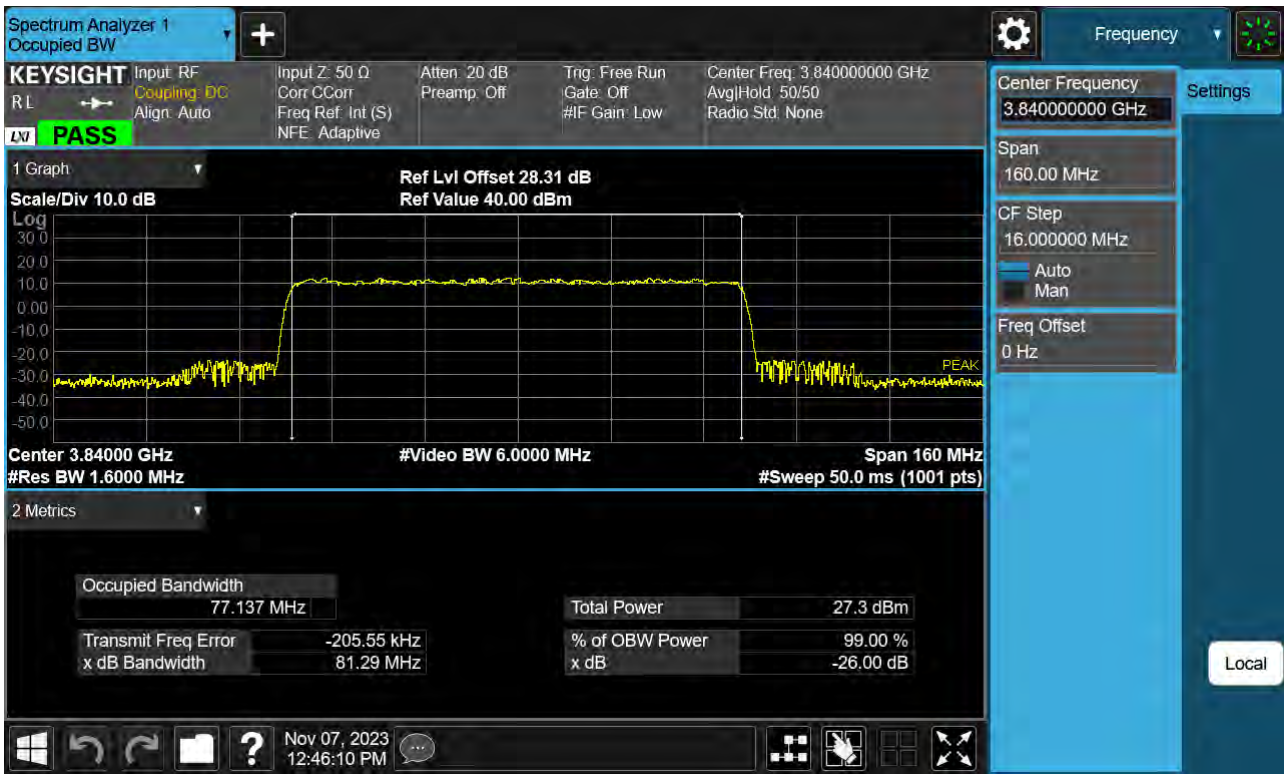 Spectrum Analyzer 1
Occupied BW
Frequency
KEYSIGHT
R L
LXI
PASS
Input: RF
Coupling: DC
Align: Auto
Input Z: 50 Ω
Corr CCorr
Freq Ref: Int (S)
NFE: Adaptive
Atten: 20 dB
Preamp: Off
Trig: Free Run
Gate: Off
#IF Gain: Low
Center Freq: 3.840000000 GHz
Avg|Hold: 50/50
Radio Std: None
1 Graph
Scale/Div 10.0 dB
Ref Lvl Offset 28.31 dB
Ref Value 40.00 dBm
Log
30.0
20.0
10.0
0.00
-10.0
-20.0
-30.0
-40.0
-50.0
PEAK
Center 3.84000 GHz
#Video BW 6.0000 MHz
Span 160 MHz
#Res BW 1.6000 MHz
#Sweep 50.0 ms (1001 pts)
2 Metrics
Occupied Bandwidth
77.137 MHz
Total Power 27.3 dBm
Transmit Freq Error -205.55 kHz
% of OBW Power 99.00 %
x dB Bandwidth 81.29 MHz
x dB -26.00 dB
Nov 07, 2023
12:46:10 PM
Center Frequency
3.840000000 GHz
Span
160.00 MHz
CF Step
16.000000 MHz
Auto
Man
Freq Offset
0 Hz
Settings
Local